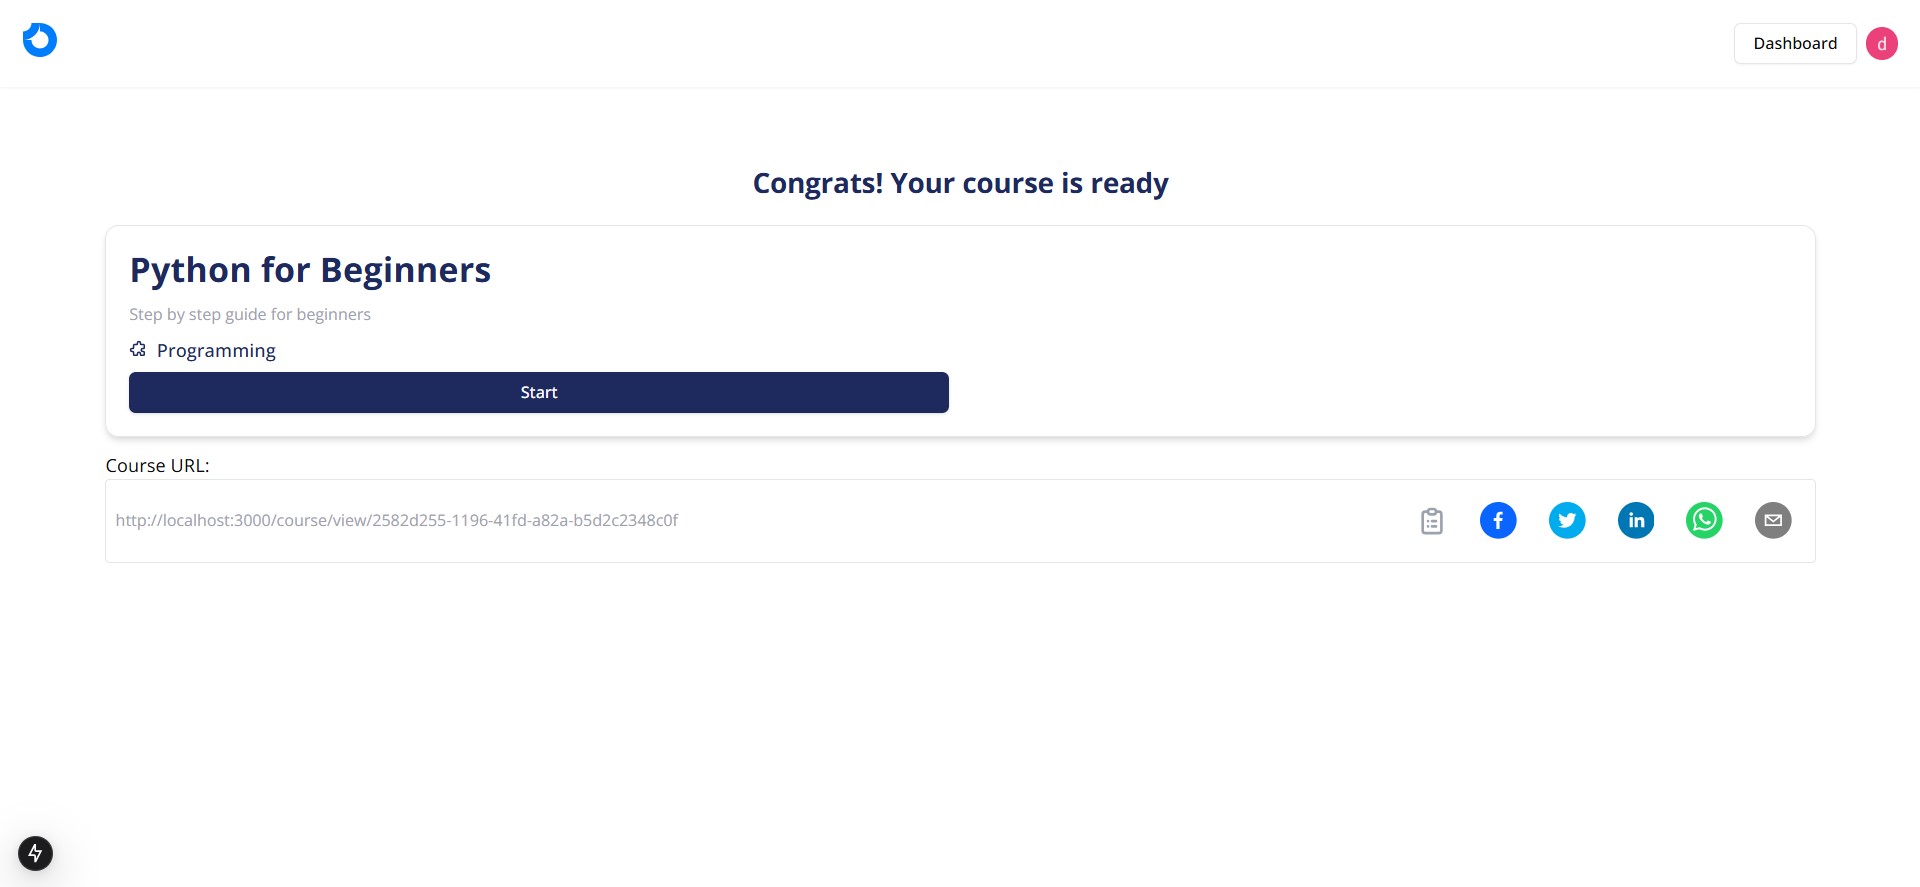 Dashboard
d
Congrats! Your course is ready
Python for Beginners
Step by step guide for beginners
Programming
Start
Course URL:
http://localhost:3000/course/view/2582d255-1196-41fd-a82a-b5d2c2348c0f